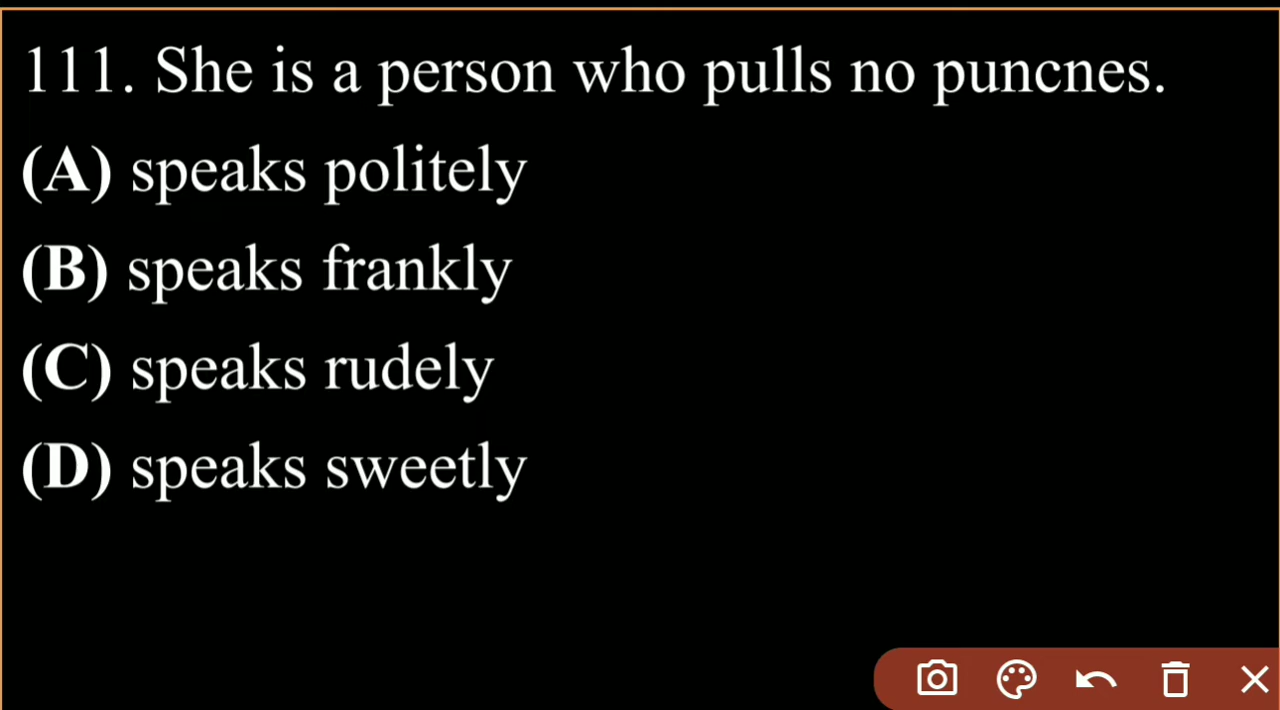 111. She is a person who pulls no puncnes.
(A) speaks politely
(B) speaks frankly
(C) speaks rudely
(D) speaks sweetly